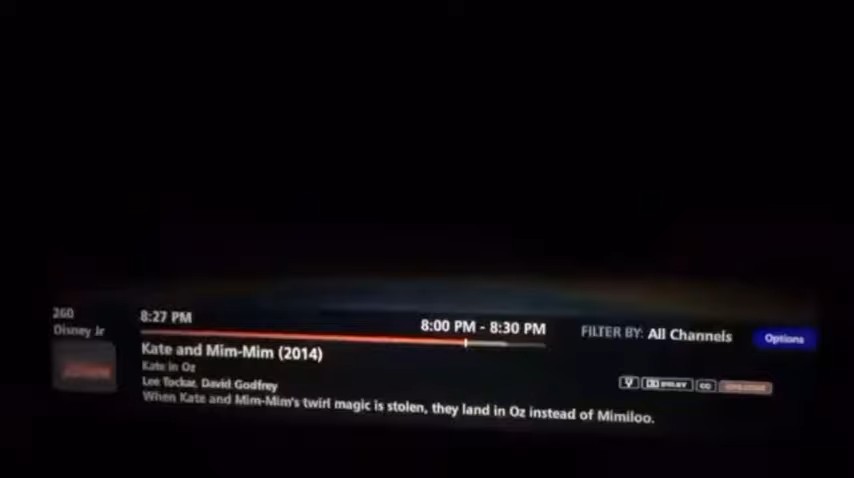 260
Disney Jr
8:27 PM
8:00 PM - 8:30 PM
FILTER BY: All Channels
Options
Kate and Mim-Mim (2014)
Kate in Oz
Lee Tockar, David Godfrey
DOLBY
CC
When Kate and Mim-Mim's twirl magic is stolen, they land in Oz instead of Mimiloo.